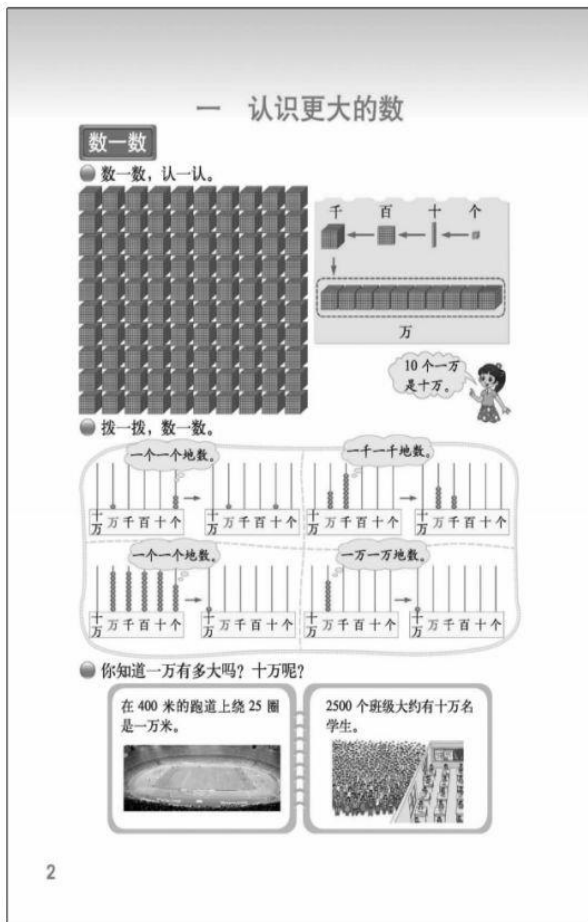 一 认识更大的数
数一数
数一数，认一认。
千 百 十 个
万
10 个一万
是十万。
拨一拨，数一数。
一个一个地数。
十万 万 千 百 十 个
十万 万 千 百 十 个
一千一千地数。
十万 万 千 百 十 个
十万 万 千 百 十 个
一个一个地数。
十万 万 千 百 十 个
十万 万 千 百 十 个
一万一万地数。
十万 万 千 百 十 个
十万 万 千 百 十 个
你知道一万有多大吗？十万呢？
在 400 米的跑道上绕 25 圈
是一万米。
2500 个班级大约有十万名
学生。
2